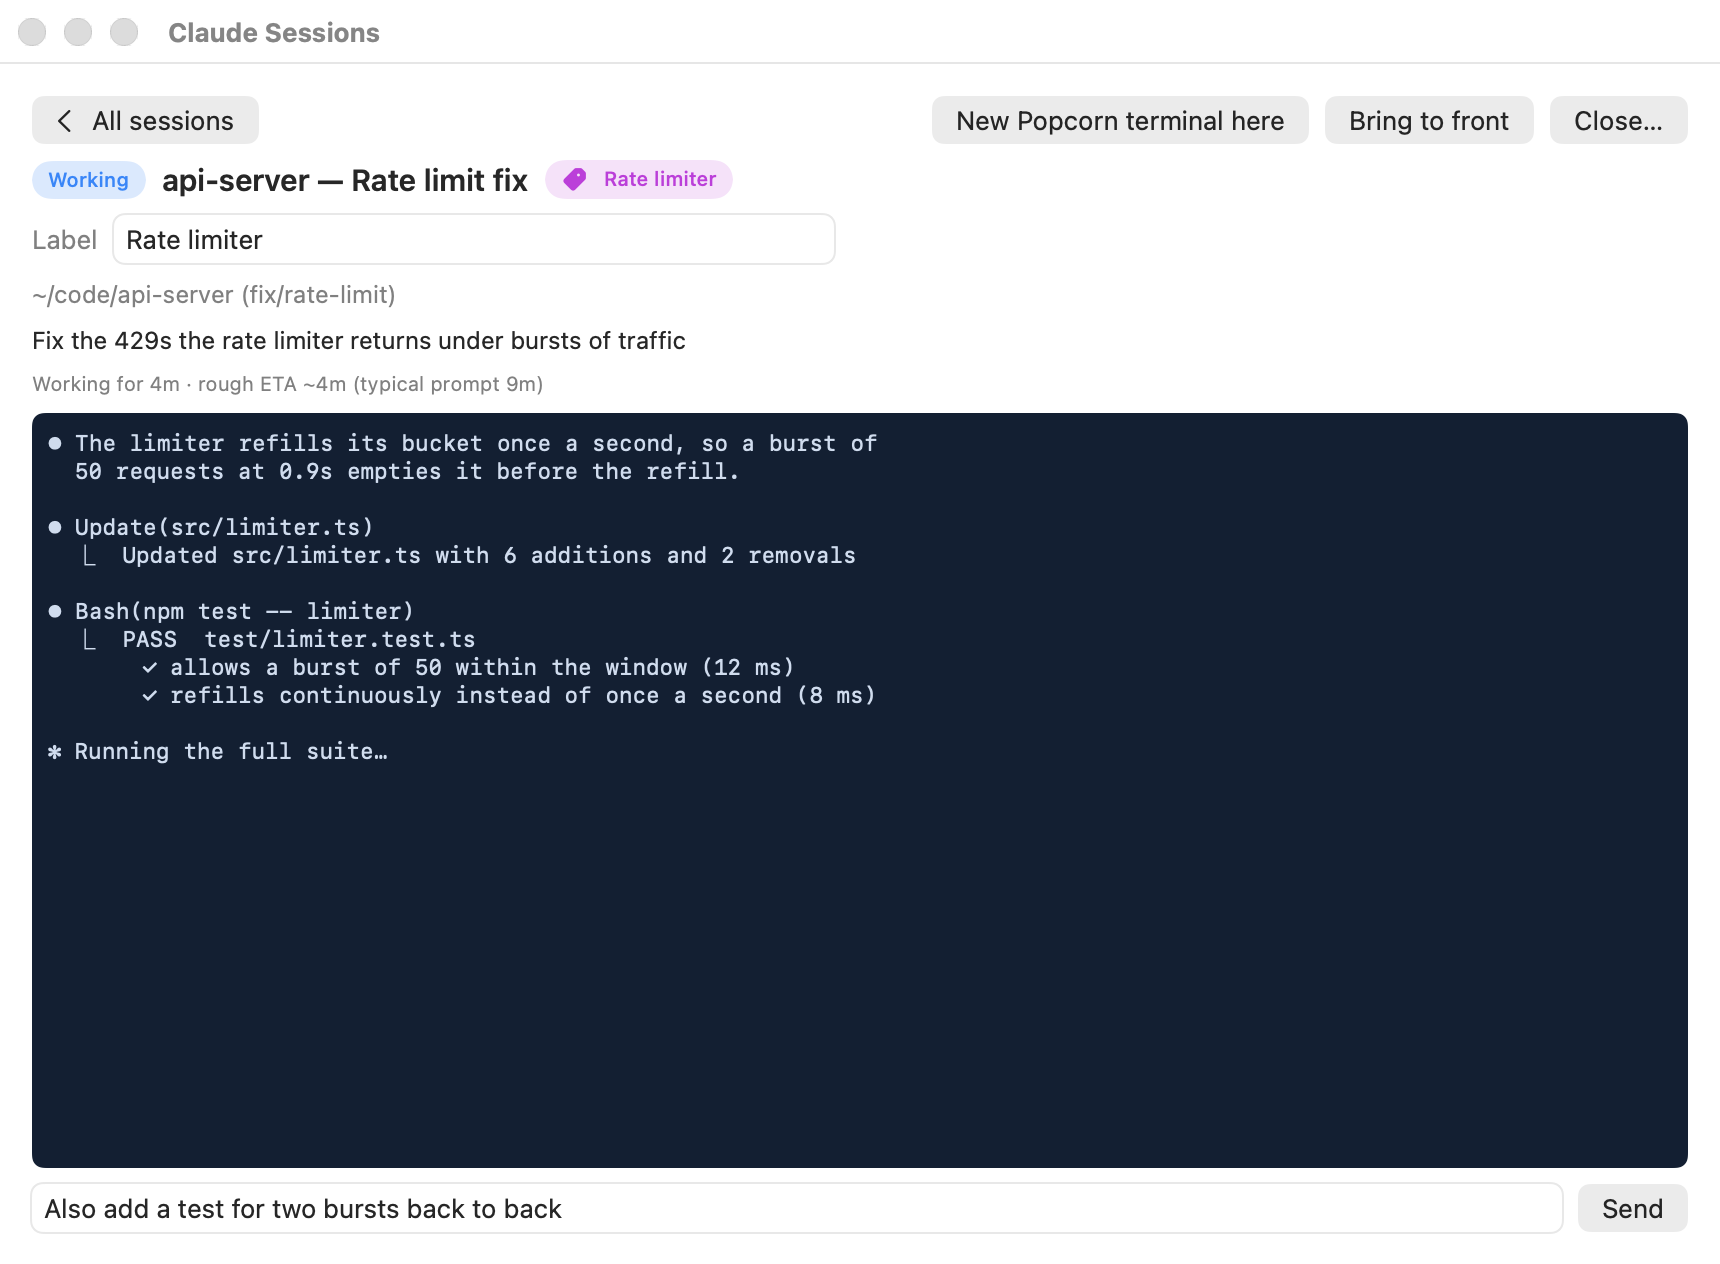 Claude Sessions
All sessions
New Popcorn terminal here
Bring to front
Close…
Working
api-server — Rate limit fix
Rate limiter
Label
Rate limiter
~/code/api-server (fix/rate-limit)
Fix the 429s the rate limiter returns under bursts of traffic
Working for 4m · rough ETA ~4m (typical prompt 9m)
● The limiter refills its bucket once a second, so a burst of
50 requests at 0.9s empties it before the refill.
● Update(src/limiter.ts)
⎿ Updated src/limiter.ts with 6 additions and 2 removals
● Bash(npm test -- limiter)
⎿ PASS test/limiter.test.ts
✓ allows a burst of 50 within the window (12 ms)
✓ refills continuously instead of once a second (8 ms)
✻ Running the full suite…
Also add a test for two bursts back to back
Send